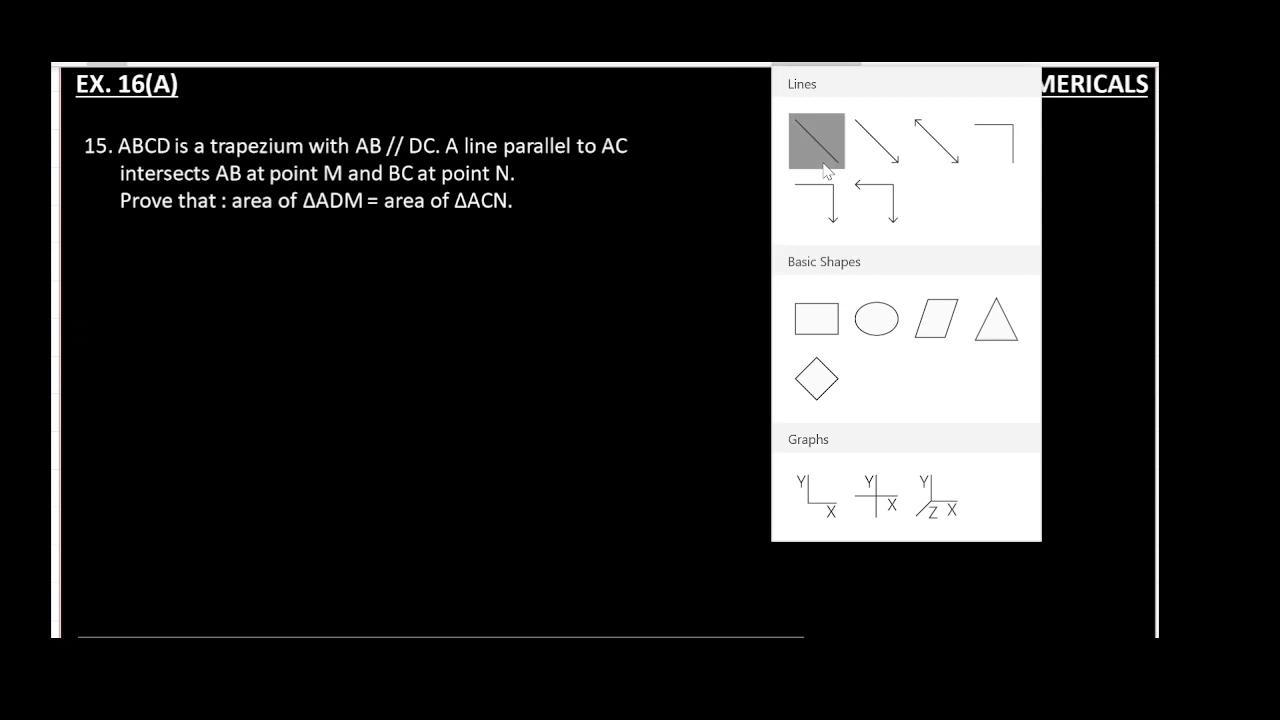 EX. 16(A)
MERICALS
15. ABCD is a trapezium with AB // DC. A line parallel to AC
intersects AB at point M and BC at point N.
Prove that : area of ΔADM = area of ΔACN.
Lines
Basic Shapes
Graphs
Y
X
Y
X
Y
Z X